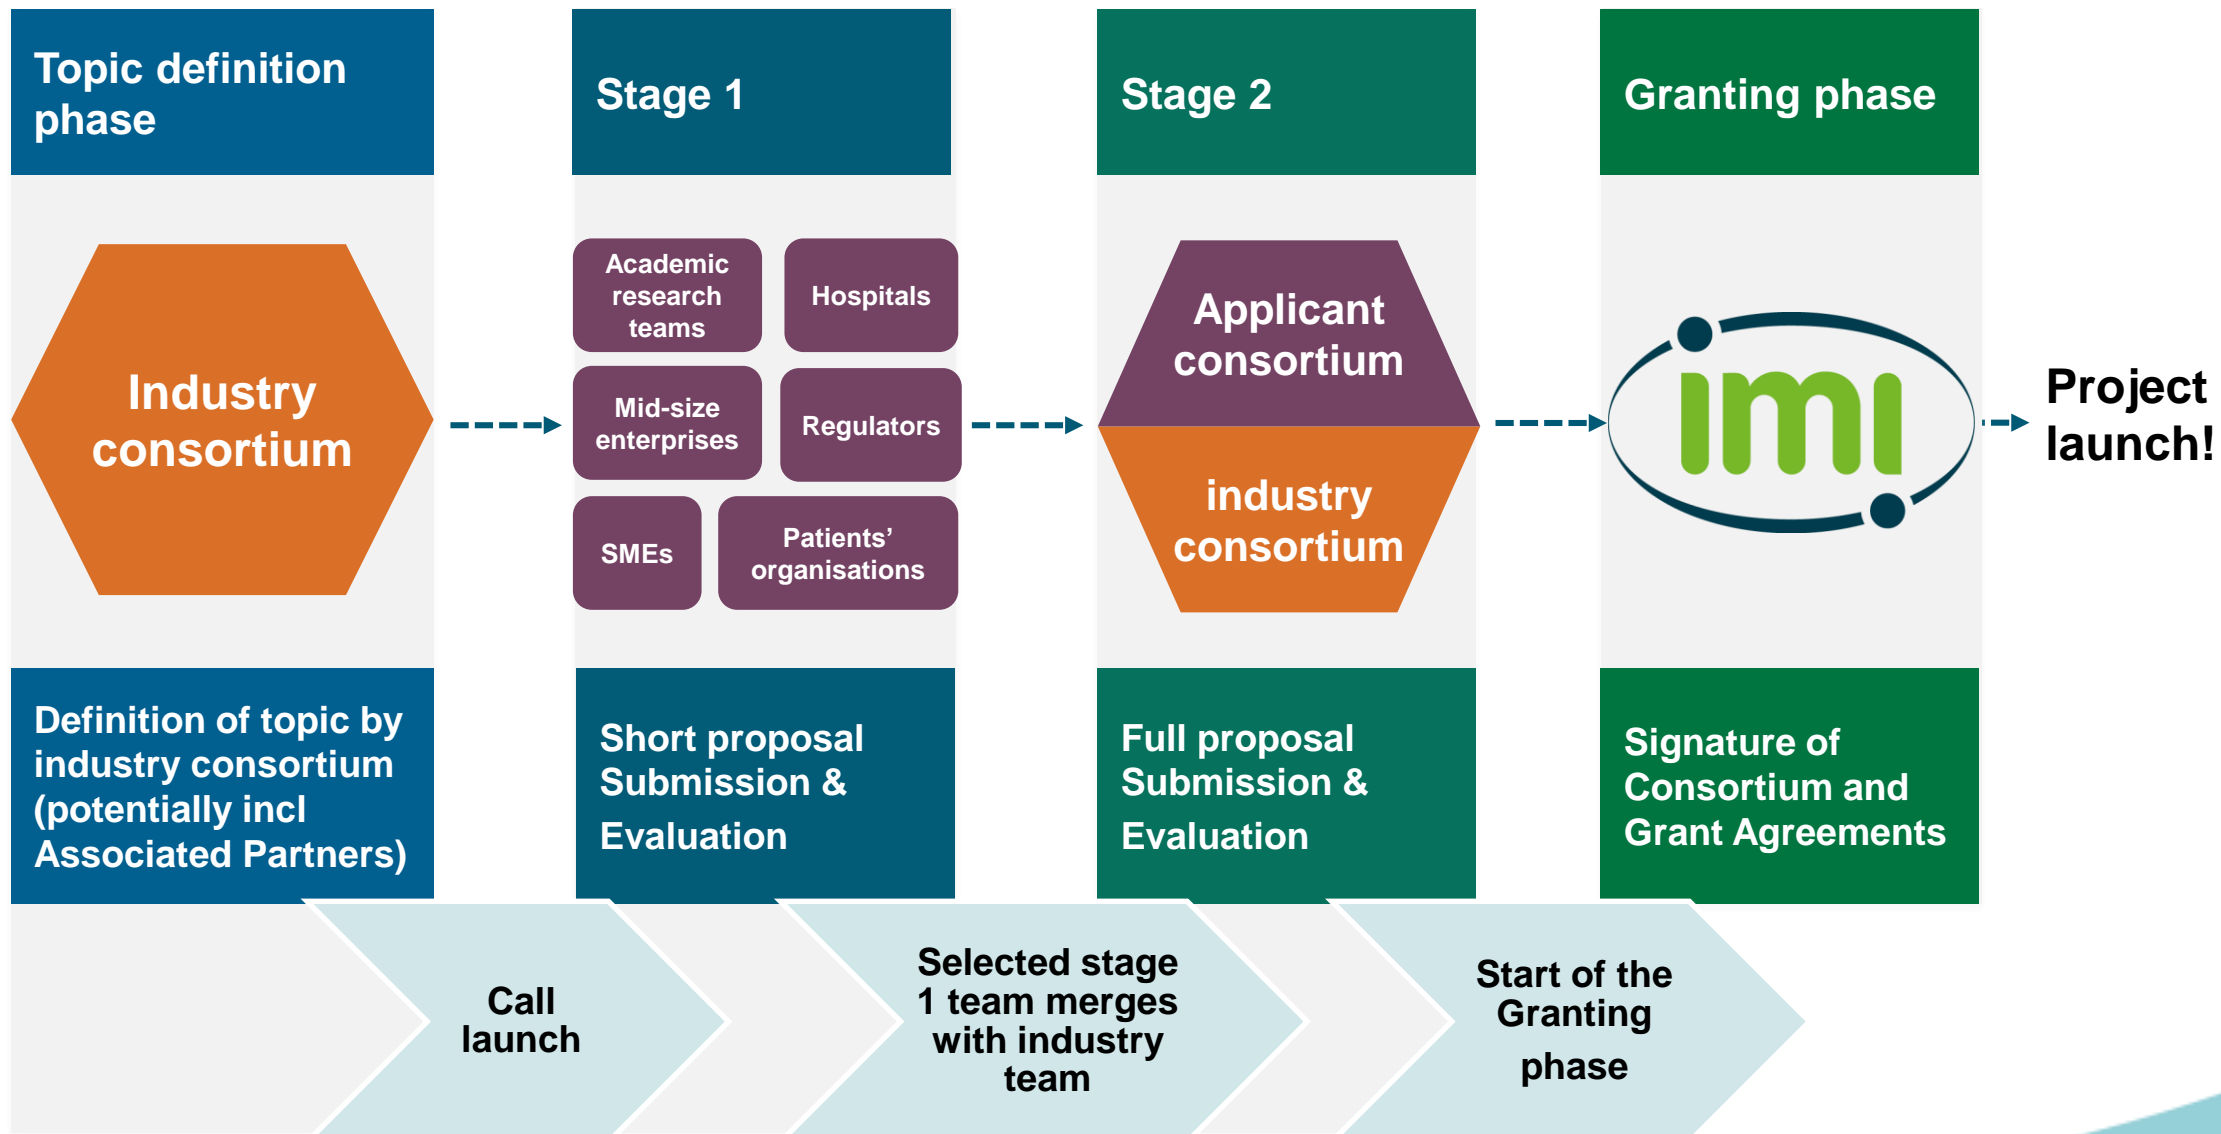 Topic definition
phase
Stage 1
Stage 2
Granting phase
Industry
consortium
Academic
research
teams
Hospitals
Mid-size
enterprises
Regulators
SMEs
Patients’
organisations
Applicant
consortium
industry
consortium
imi
Project
launch!
Definition of topic by
industry consortium
(potentially incl
Associated Partners)
Short proposal
Submission &
Evaluation
Full proposal
Submission &
Evaluation
Signature of
Consortium and
Grant Agreements
Call
launch
Selected stage
1 team merges
with industry
team
Start of the
Granting
phase